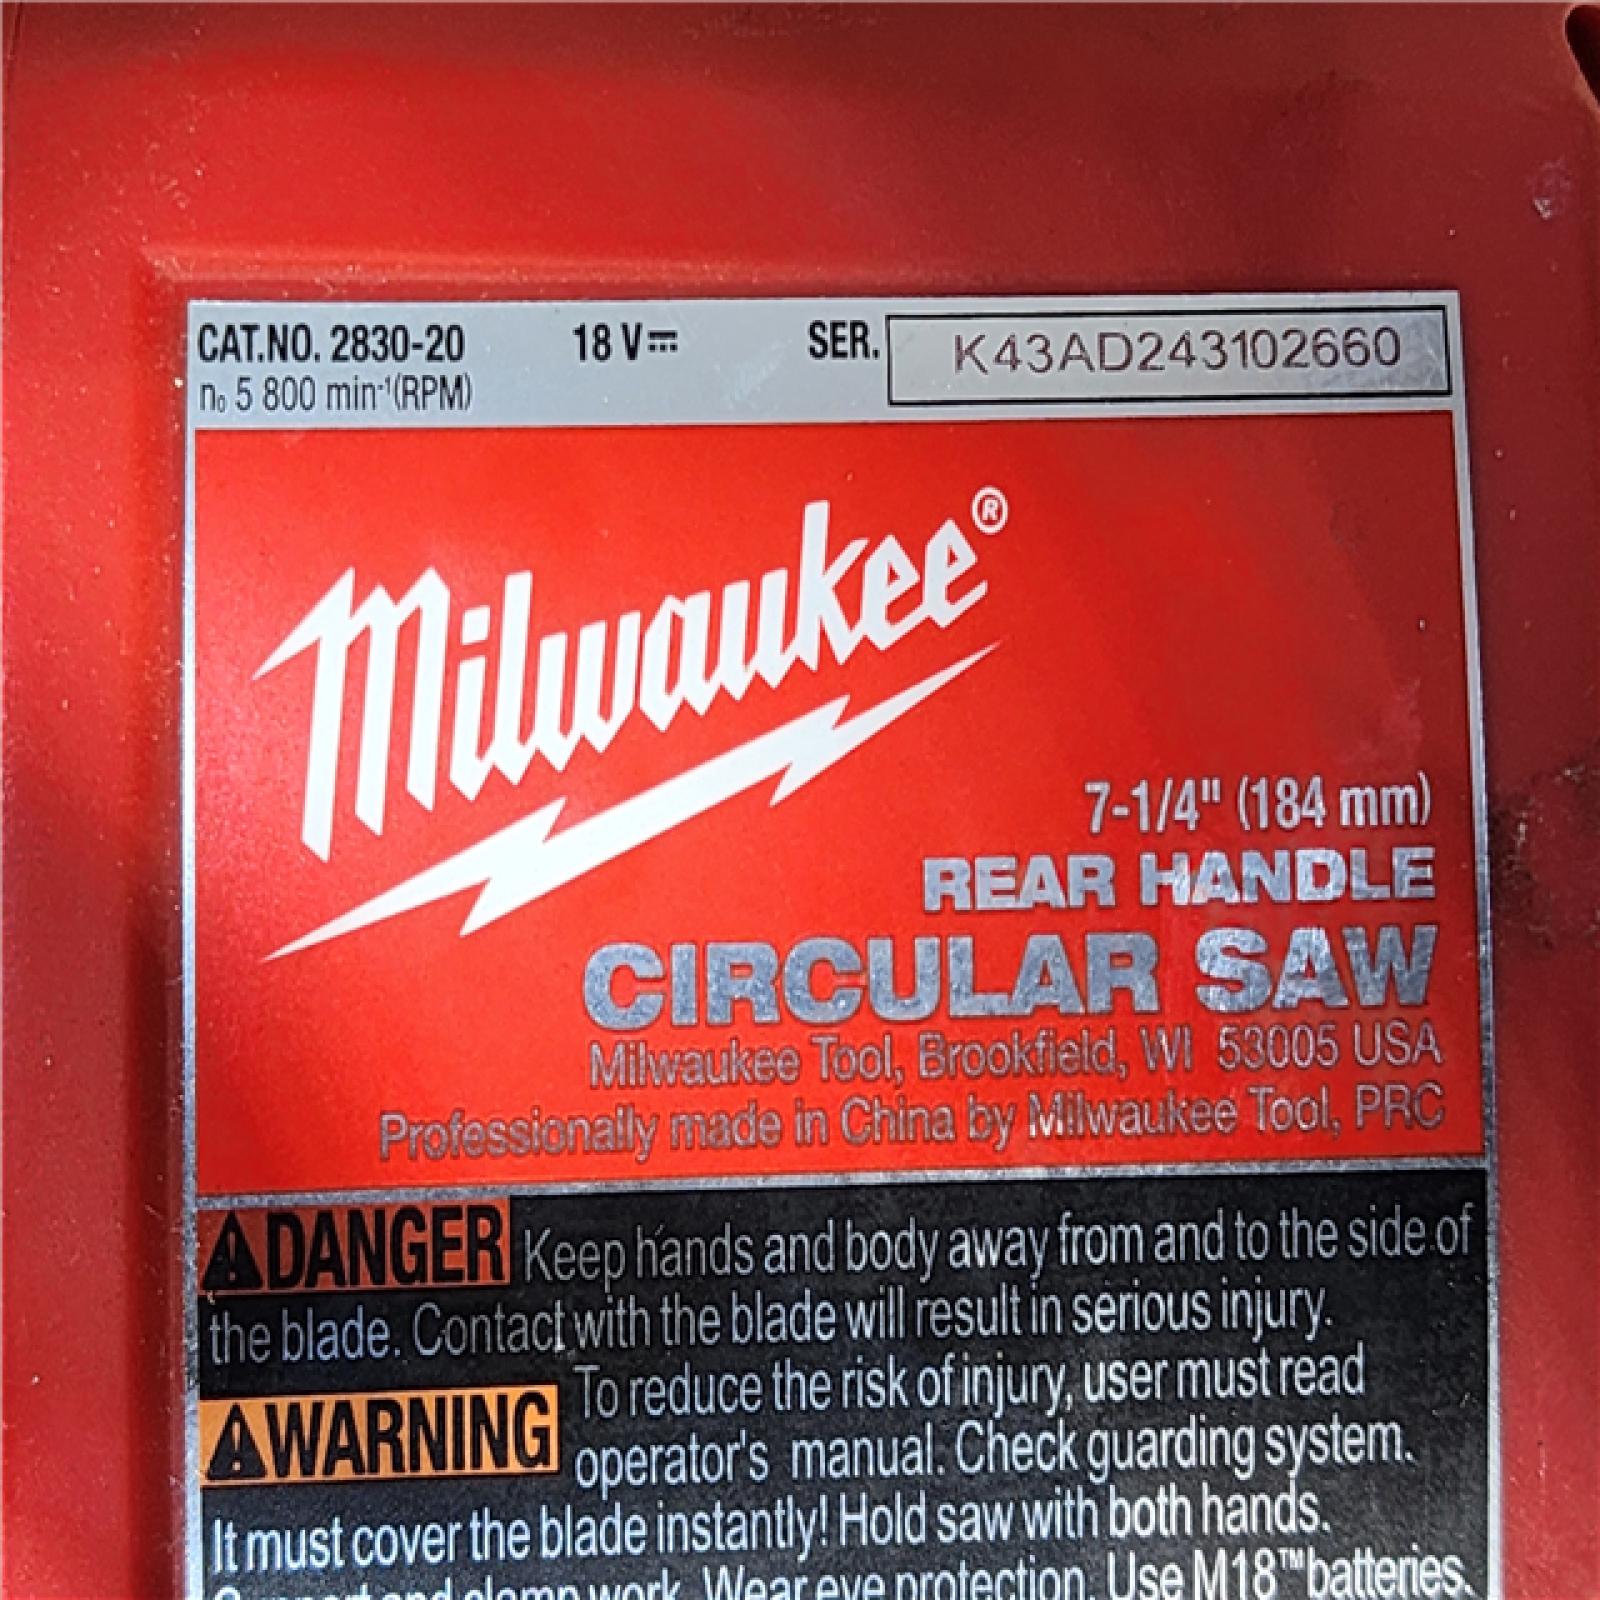 CAT.NO. 2830-20 18 V⎓ SER. K43AD243102660
n₀ 5 800 min⁻¹(RPM)
Milwaukee®
7-1/4" (184 mm)
REAR HANDLE
CIRCULAR SAW
Milwaukee Tool, Brookfield, WI 53005 USA
Professionally made in China by Milwaukee Tool, PRC
DANGER Keep hands and body away from and to the side of
the blade. Contact with the blade will result in serious injury.
WARNING To reduce the risk of injury, user must read
operator's manual. Check guarding system.
It must cover the blade instantly! Hold saw with both hands.
Support and clamp work. Wear eye protection. Use M18™ batteries.